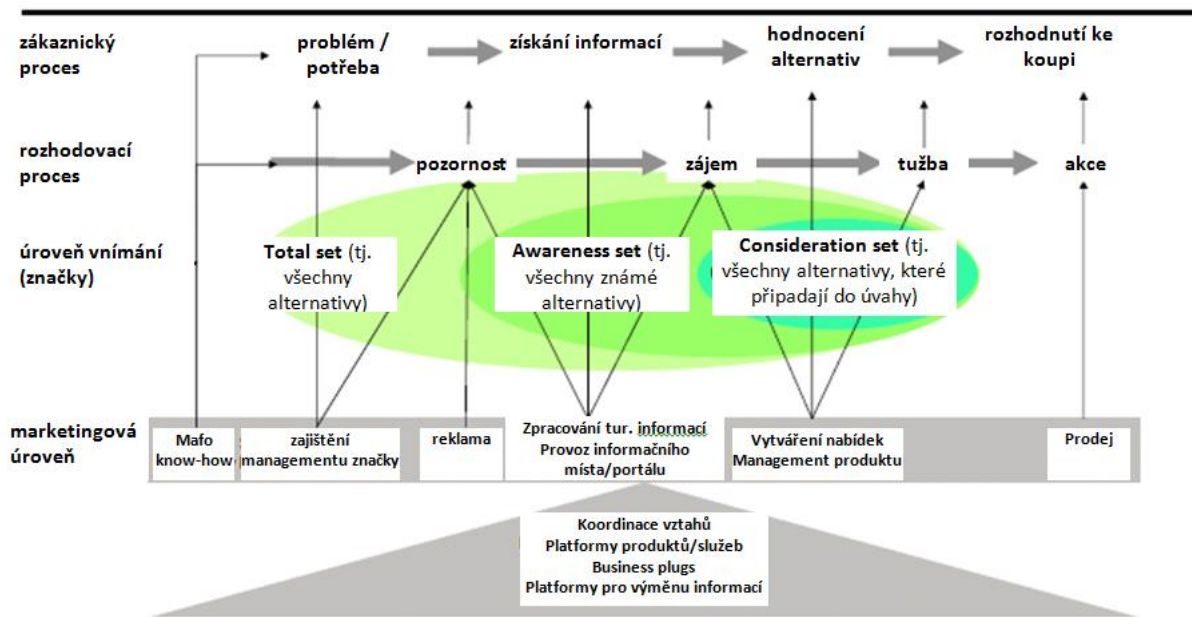 zákaznický
proces
problém /
potřeba
získání informací
hodnocení
alternativ
rozhodnutí ke
koupi
rozhodovací
proces
pozornost
zájem
tužba
akce
úroveň vnímání
(značky)
Total set (tj.
všechny
alternativy)
Awareness set (tj.
všechny známé
alternativy)
Consideration set (tj.
všechny alternativy, které
připadají do úvahy)
marketingová
úroveň
Mafo
know-how
zajištění
managementu značky
reklama
Zpracování tur. informací
Provoz informačního
místa/portálu
Vytváření nabídek
Management produktu
Prodej
Koordinace vztahů
Platformy produktů/služeb
Business plugs
Platformy pro výměnu informací